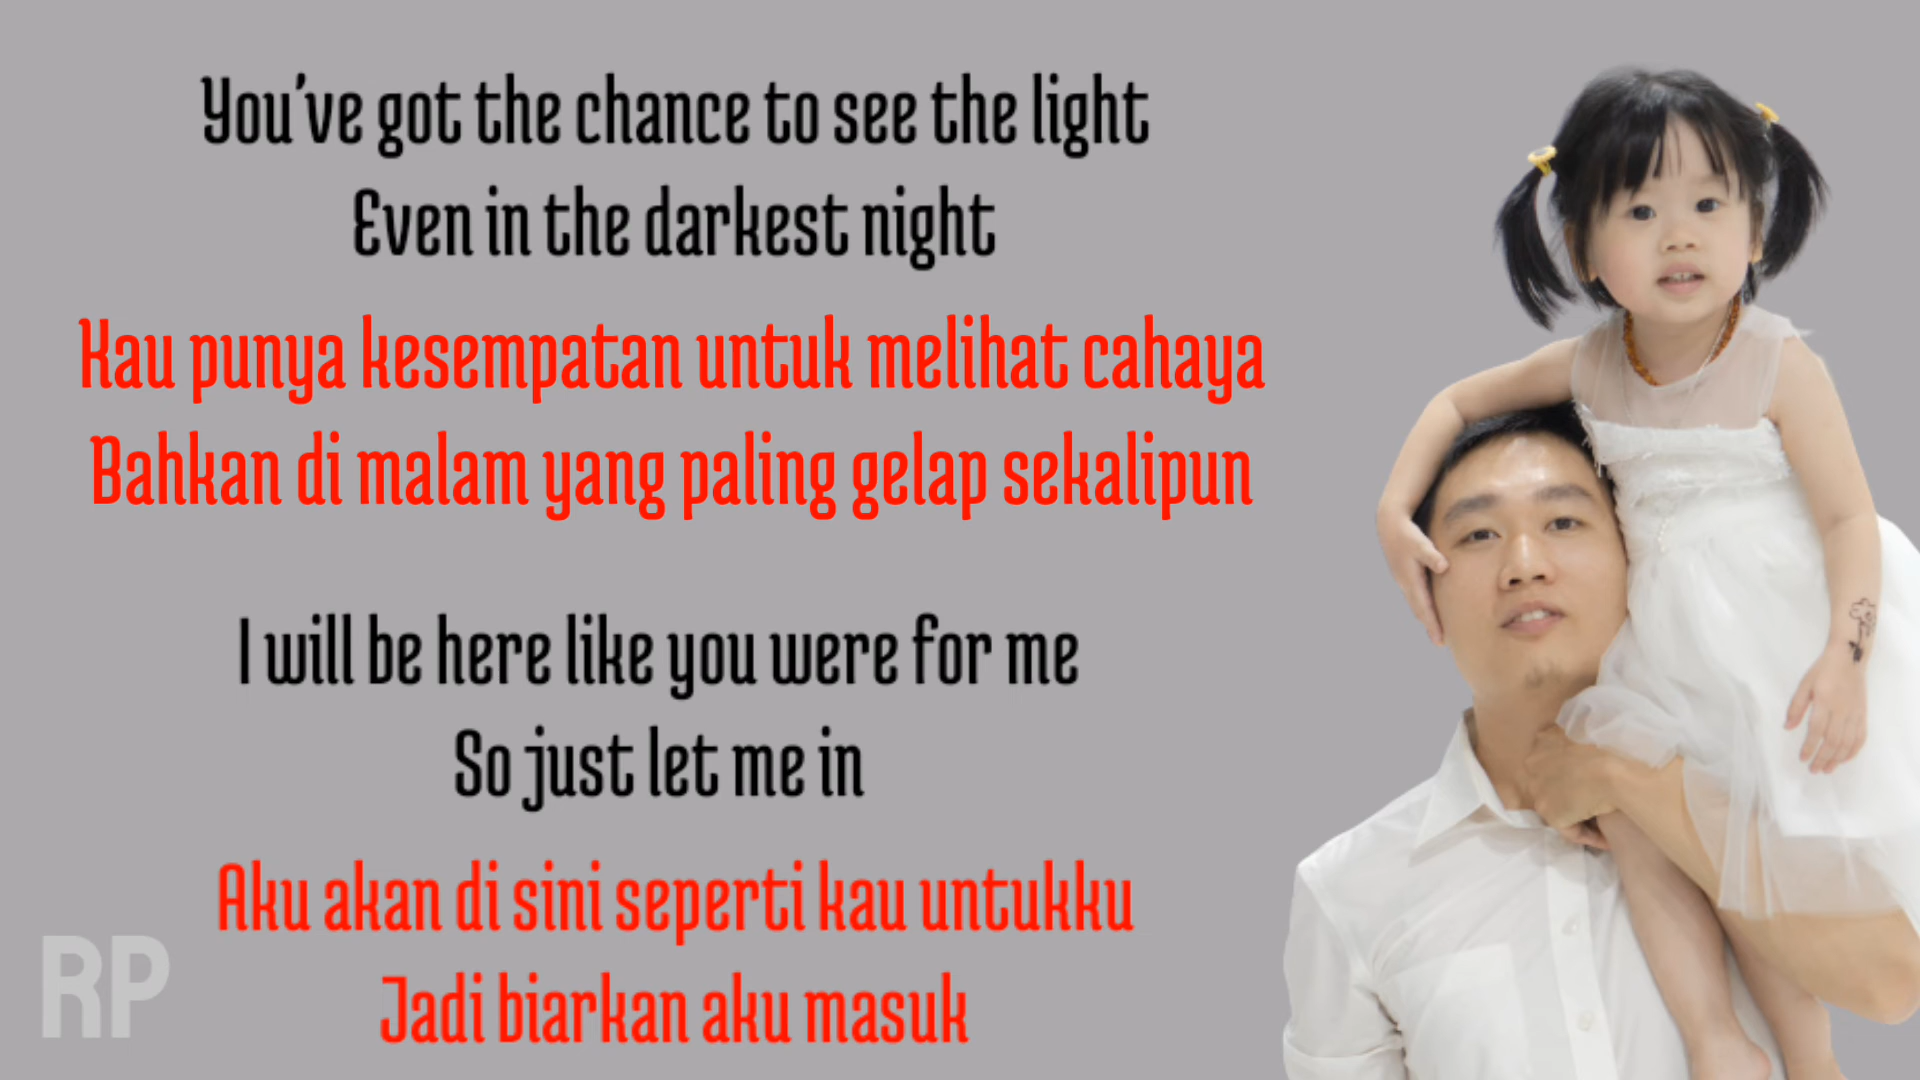 You've got the chance to see the light
Even in the darkest night
Kau punya kesempatan untuk melihat cahaya
Bahkan di malam yang paling gelap sekalipun
I will be here like you were for me
So just let me in
Aku akan di sini seperti kau untukku
Jadi biarkan aku masuk
RP